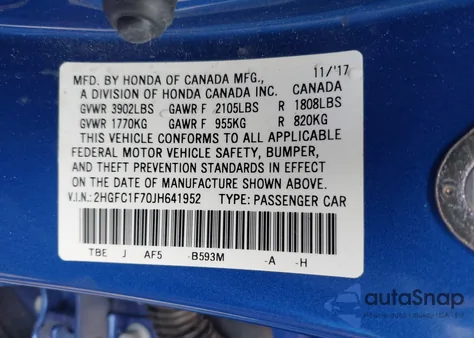 MFD. BY HONDA OF CANADA MFG., 11/'17
A DIVISION OF HONDA CANADA INC. CANADA
GVWR 3902LBS GAWR F 2105LBS R 1808LBS
GVWR 1770KG GAWR F 955KG R 820KG
THIS VEHICLE CONFORMS TO ALL APPLICABLE
FEDERAL MOTOR VEHICLE SAFETY, BUMPER,
AND THEFT PREVENTION STANDARDS IN EFFECT
ON THE DATE OF MANUFACTURE SHOWN ABOVE.
V.I.N.: 2HGFC1F70JH641952 TYPE: PASSENGER CAR
TBE J AF5 -B593M -A -H
autoSnap